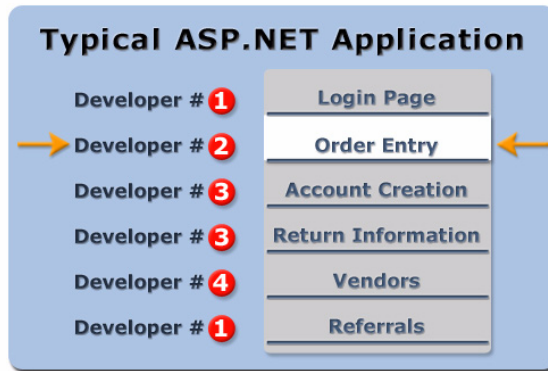 Typical ASP.NET Application
Developer # 1 Login Page
Developer # 2 Order Entry
Developer # 3 Account Creation
Developer # 3 Return Information
Developer # 4 Vendors
Developer # 1 Referrals